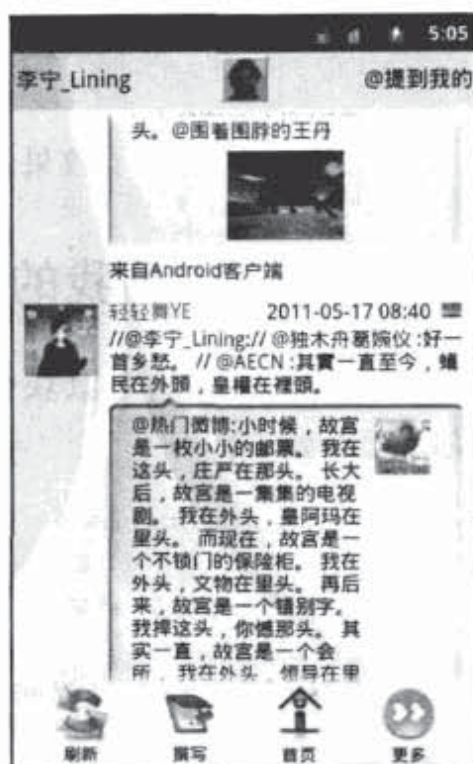 5:05
李宁_Lining
@提到我的
头。@围着围脖的王丹
来自Android客户端
轻轻舞YE 2011-05-17 08:40
//@李宁_Lining:// @独木舟葛婉仪 :好一
首乡愁。 // @AECN :其實一直至今，蟻
民在外頭，皇權在裡頭。
@热门微博:小时候，故宫
是一枚小小的邮票。 我在
这头，庄严在那头。 长大
后，故宫是一集集的电视
剧。 我在外头，皇阿玛在
里头。 而现在，故宫是一
个不锁门的保险柜。 我在
外头，文物在里头。 再后
来，故宫是一个错别字。
我捍这头，你憾那头。 其
实一直，故宫是一个会
所，我在外头，领导在里
刷新 撰写 首页 更多